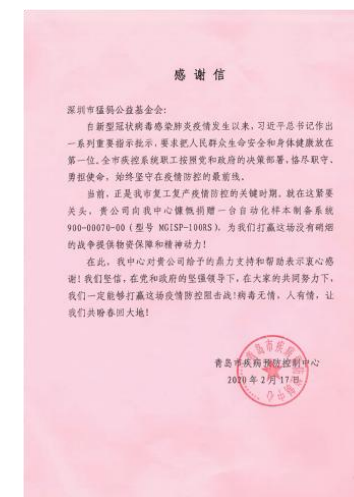 感谢信
深圳市猛犸公益基金会:
自新型冠状病毒感染肺炎疫情发生以来,习近平总书记作出
一系列重要指示批示,要求把人民群众生命安全和身体健康放在
第一位。全市疾控系统职工按照党和政府的决策部署,恪尽职守、
勇担使命,始终坚守在疫情防控的最前线。
当前,正是我市复工复产疫情防控的关键时期,就在这紧要
关头,贵公司向我中心慷慨捐赠一台自动化样本制备系统
900-00070-00(型号 MGISP-100RS),为我们打赢这场没有硝烟
的战争提供物资保障和精神动力!
在此,我中心对贵公司给予的鼎力支持和帮助表示衷心感
谢!我们坚信,在党和政府的坚强领导下,在大家的共同努力下,
我们一定能够打赢这场疫情防控阻击战!病毒无情,人有情,让
我们共盼春回大地!
青岛市疾病预防控制中心
2020年2月17日